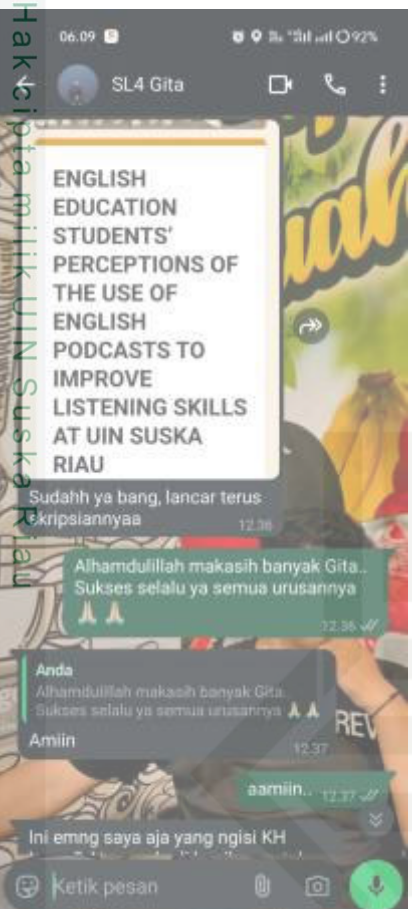 Hak cipta milik UIN Suska Riau
06.09
92%
SL4 Gita
ENGLISH
EDUCATION
STUDENTS'
PERCEPTIONS OF
THE USE OF
ENGLISH
PODCASTS TO
IMPROVE
LISTENING SKILLS
AT UIN SUSKA
RIAU
Sudahh ya bang, lancar terus
skripsiannyaa
12.36
Alhamdulillah makasih banyak Gita..
Sukses selalu ya semua urusannya
🙏🏻 🙏🏻
12.36
Anda
Alhamdulillah makasih banyak Gita..
Sukses selalu ya semua urusannya 🙏🏻 🙏🏻
Amiin
12.37
REV
aamiin..
12.37
Ini emng saya aja yang ngisi KH
Ketik pesan